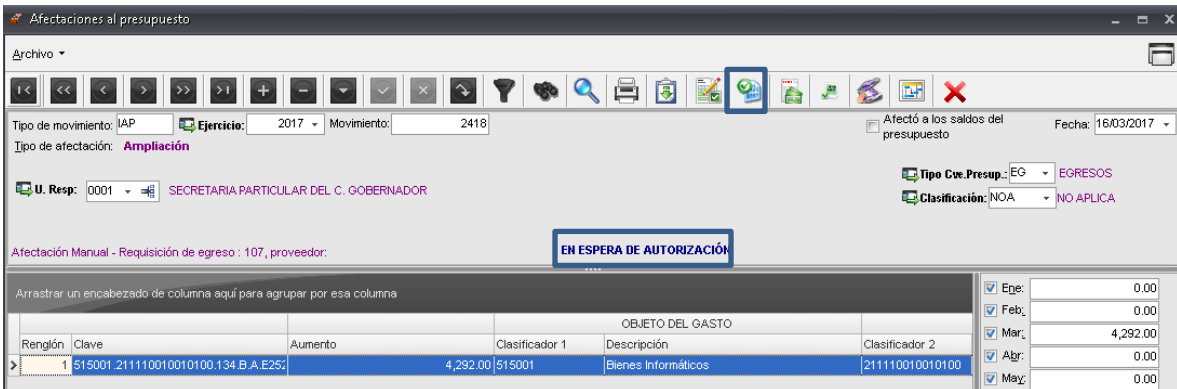 Afectaciones al presupuesto
Archivo
Tipo de movimiento: IAP Ejercicio: 2017 Movimiento: 2418 Afectó a los saldos del presupuesto Fecha: 16/03/2017
Tipo de afectación: Ampliación
U. Resp: 0001 SECRETARIA PARTICULAR DEL C. GOBERNADOR
Tipo Cve.Presup.: EG EGRESOS
Clasificación: NOA NO APLICA
Afectación Manual - Requisición de egreso : 107, proveedor:
EN ESPERA DE AUTORIZACIÓN
Arrastrar un encabezado de columna aquí para agrupar por esa columna
OBJETO DEL GASTO
Renglón Clave Aumento Clasificador 1 Descripción Clasificador 2
1 515001.211110010010100.134.B.A.E252 4,292.00 515001 Bienes Informáticos 211110010010100
Ene: 0.00
Feb: 0.00
Mar: 4,292.00
Abr: 0.00
May: 0.00